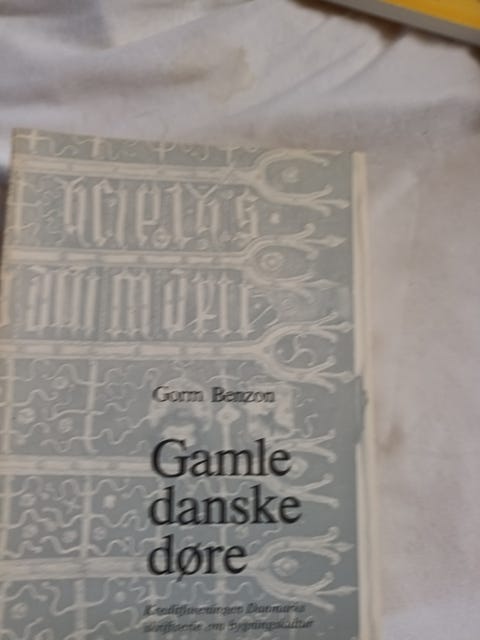 Gorm Benzon
Gamle
danske
døre
Kreditforeningen Danmarks
skriftserie om bygningskultur